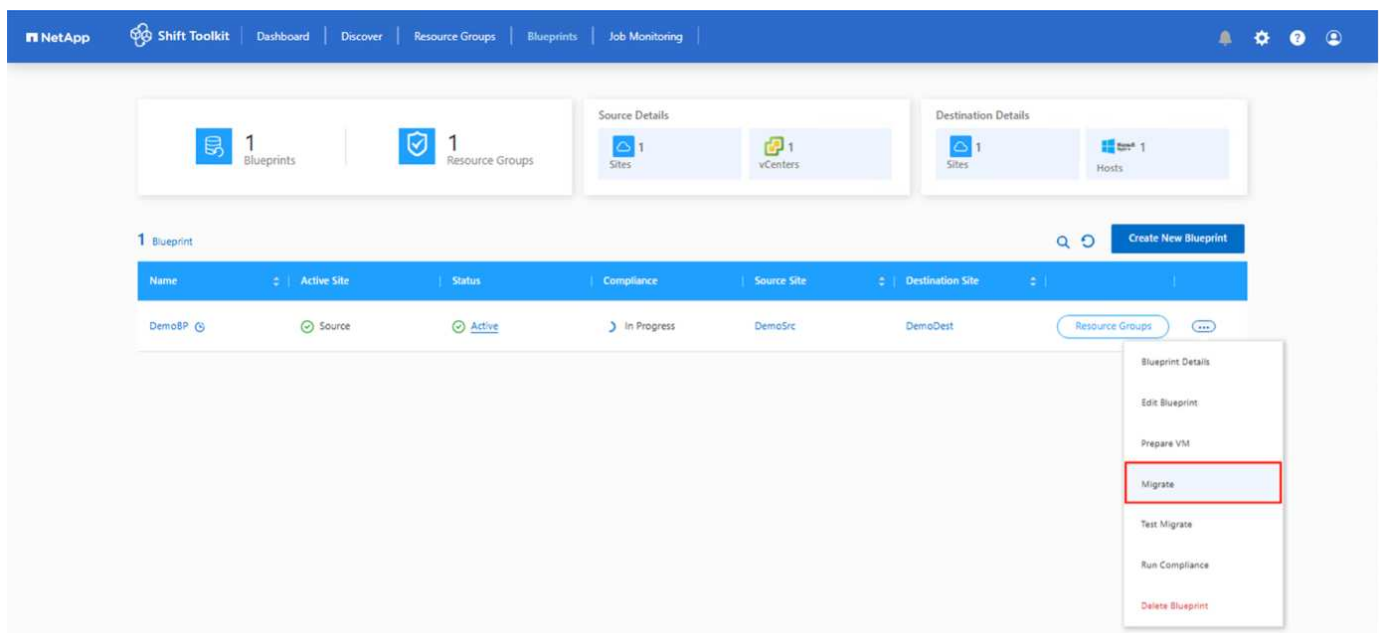 NetApp
Shift Toolkit
Dashboard
Discover
Resource Groups
Blueprints
Job Monitoring
1
Blueprints
1
Resource Groups
Source Details
1
Sites
1
vCenters
Destination Details
1
Sites
1
Hosts
1 Blueprint
Create New Blueprint
Name
Active Site
Status
Compliance
Source Site
Destination Site
DemoBP
Source
Active
In Progress
DemoSrc
DemoDest
Resource Groups
Blueprint Details
Edit Blueprint
Prepare VM
Migrate
Test Migrate
Run Compliance
Delete Blueprint